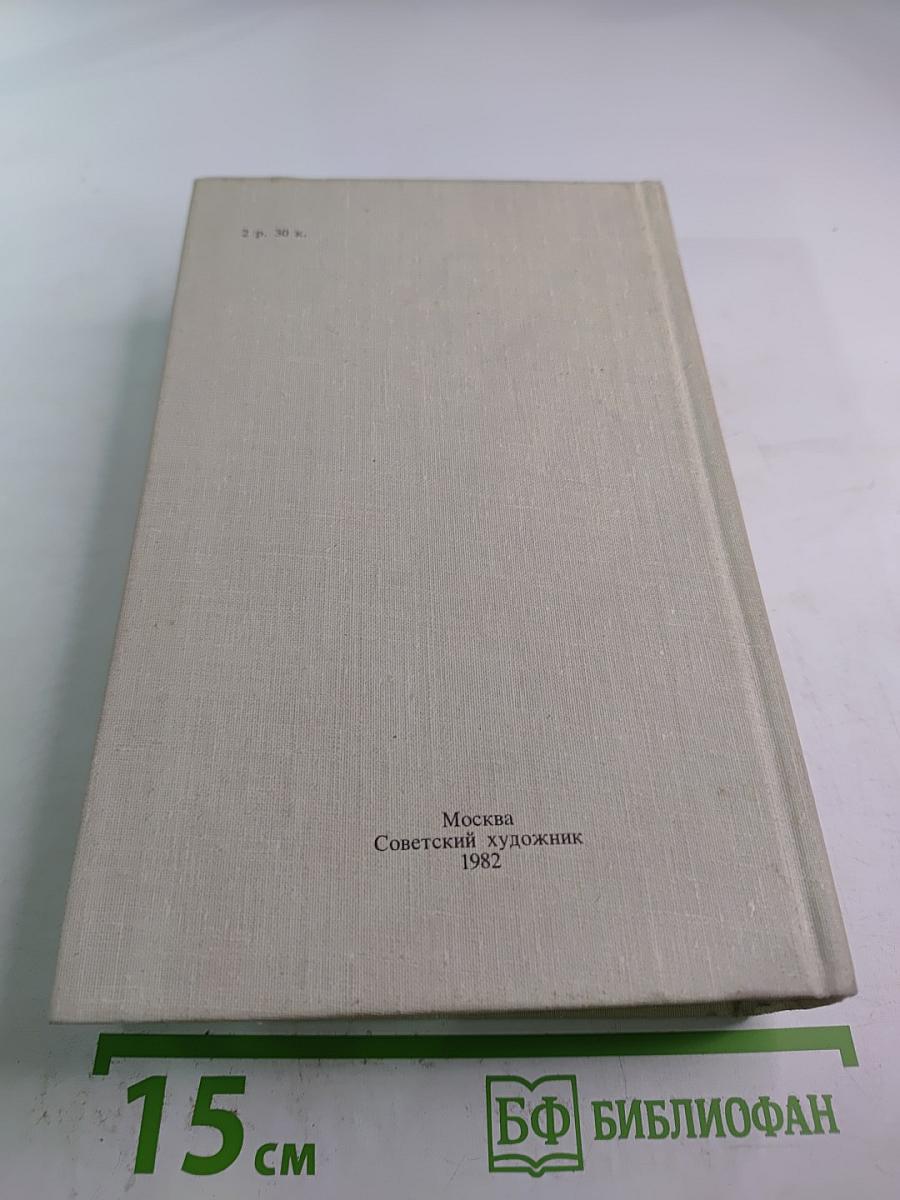 2 р. 30 к.
Москва
Советский художник
1982
15 см
БФ БИБЛИОФАН